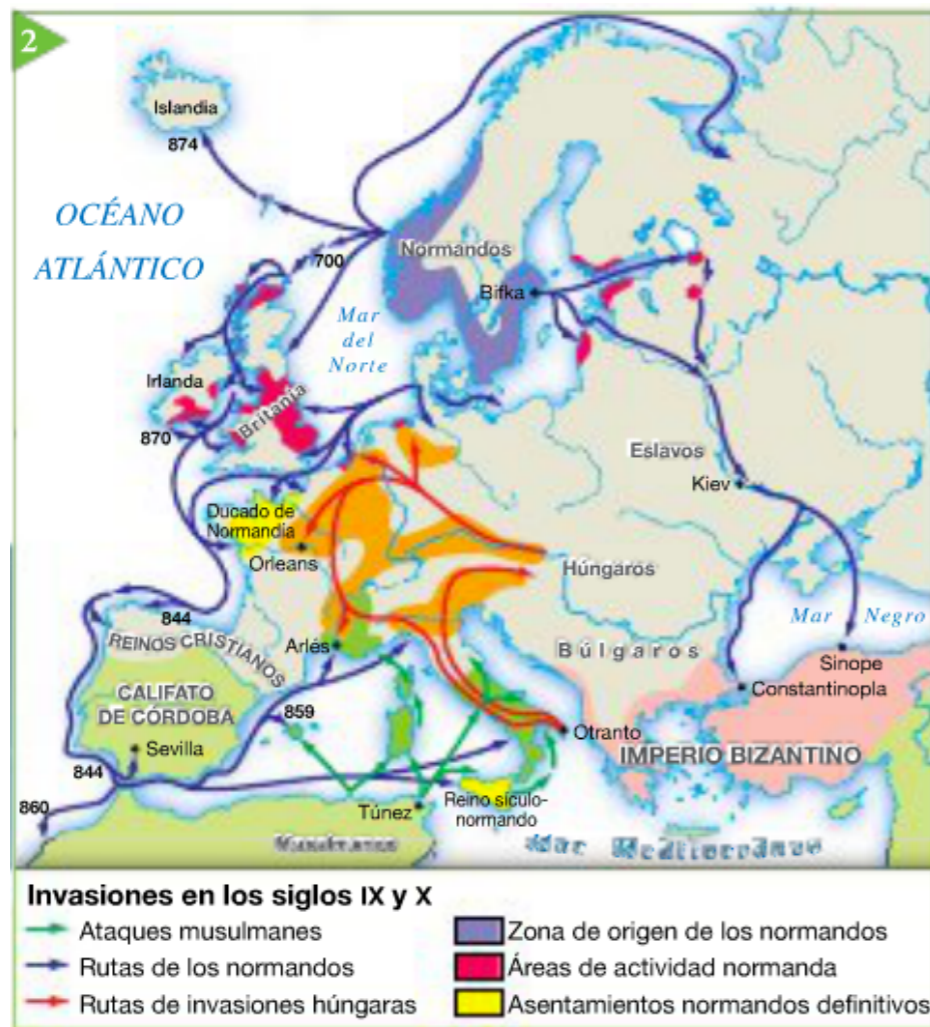 2
Islandia
874
OCÉANO
ATLÁNTICO
700
Normandos
Bifka
Mar
del
Norte
Irlanda
Britania
870
Eslavos
Kiev
Ducado de
Normandía
Orleans
Húngaros
Mar Negro
844
REINOS CRISTIANOS
Arlés
Búlgaros
Sinope
Constantinopla
CALIFATO
DE CÓRDOBA
859
Sevilla
Otranto
IMPERIO BIZANTINO
844
860
Túnez
Reino sículo-
normando
Musulmanes
Mar Mediterráneo
Invasiones en los siglos IX y X
Ataques musulmanes
Rutas de los normandos
Rutas de invasiones húngaras
Zona de origen de los normandos
Áreas de actividad normanda
Asentamientos normandos definitivos